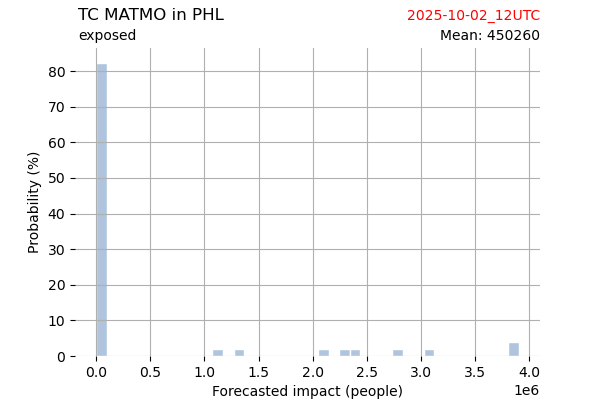 TC MATMO in PHL
2025-10-02_12UTC
exposed
Mean: 450260
Probability (%)
80
70
60
50
40
30
20
10
0
0.0 0.5 1.0 1.5 2.0 2.5 3.0 3.5 4.0
1e6
Forecasted impact (people)